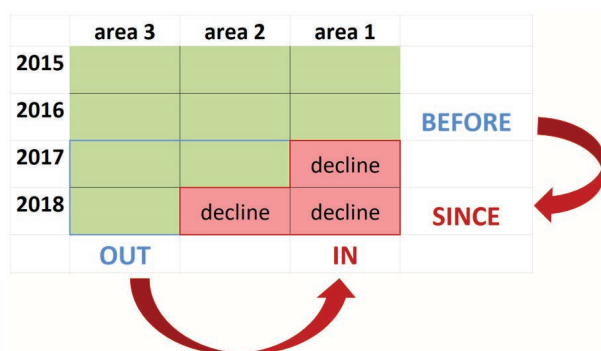 area 3 area 2 area 1
2015
2016 BEFORE
2017 decline
2018 decline decline SINCE
OUT IN